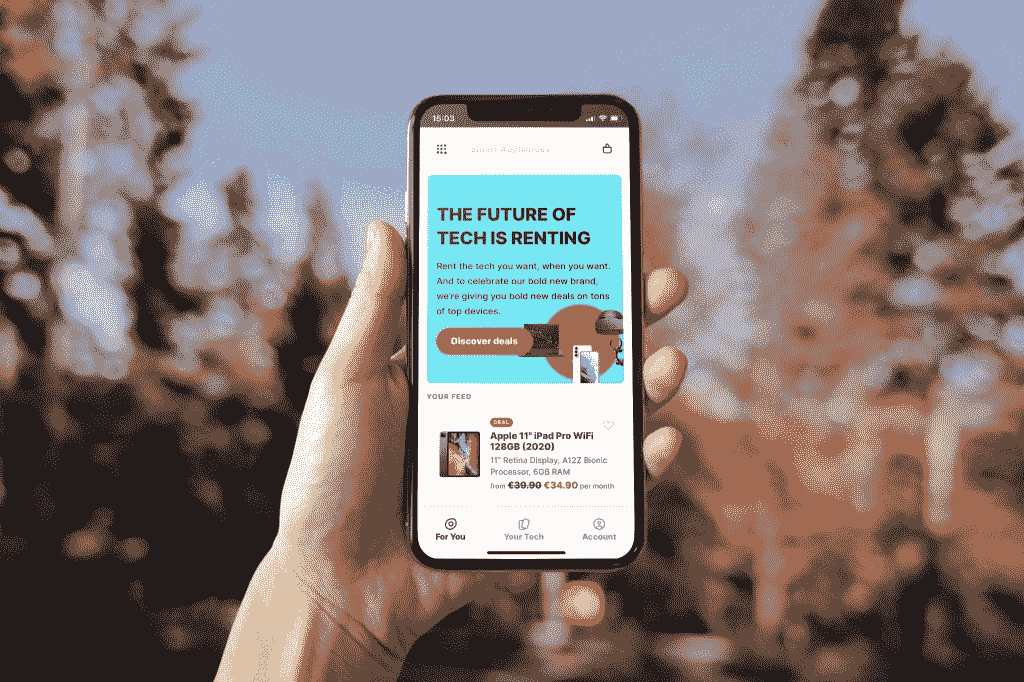 15:03
THE FUTURE OF
TECH IS RENTING
Rent the tech you want, when you want.
And to celebrate our bold new brand,
we're giving you bold new deals on tons
of top devices.
Discover deals
YOUR FEED
DEAL
Apple 11" iPad Pro WiFi
128GB (2020)
11" Retina Display, A12Z Bionic
Processor, 6GB RAM
from €39.90 €34.90 per month
For You
Your Tech
Account